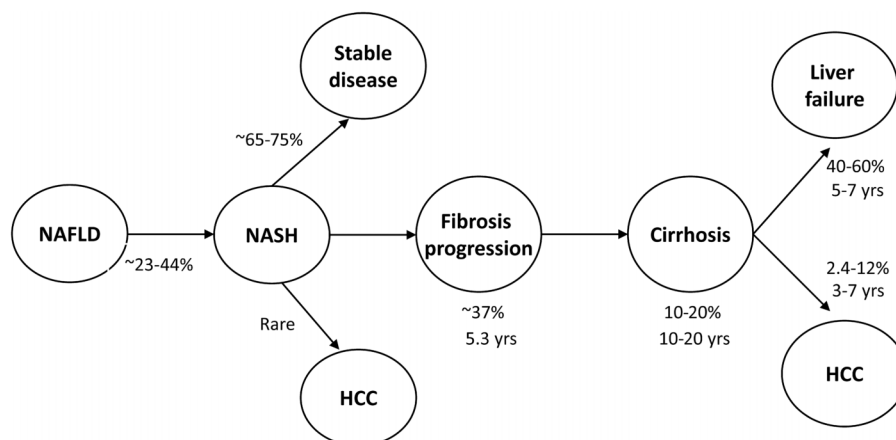 Stable
disease
~65-75%
NAFLD
~23-44%
NASH
Rare
HCC
Fibrosis
progression
~37%
5.3 yrs
Cirrhosis
10-20%
10-20 yrs
Liver
failure
40-60%
5-7 yrs
2.4-12%
3-7 yrs
HCC